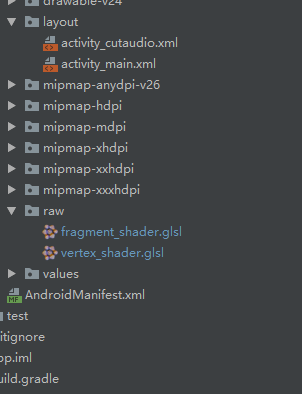 drawable-v24
layout
activity_cutaudio.xml
activity_main.xml
mipmap-anydpi-v26
mipmap-hdpi
mipmap-mdpi
mipmap-xhdpi
mipmap-xxhdpi
mipmap-xxxhdpi
raw
fragment_shader.glsl
vertex_shader.glsl
values
AndroidManifest.xml
test
itignore
op.iml
uild.gradle